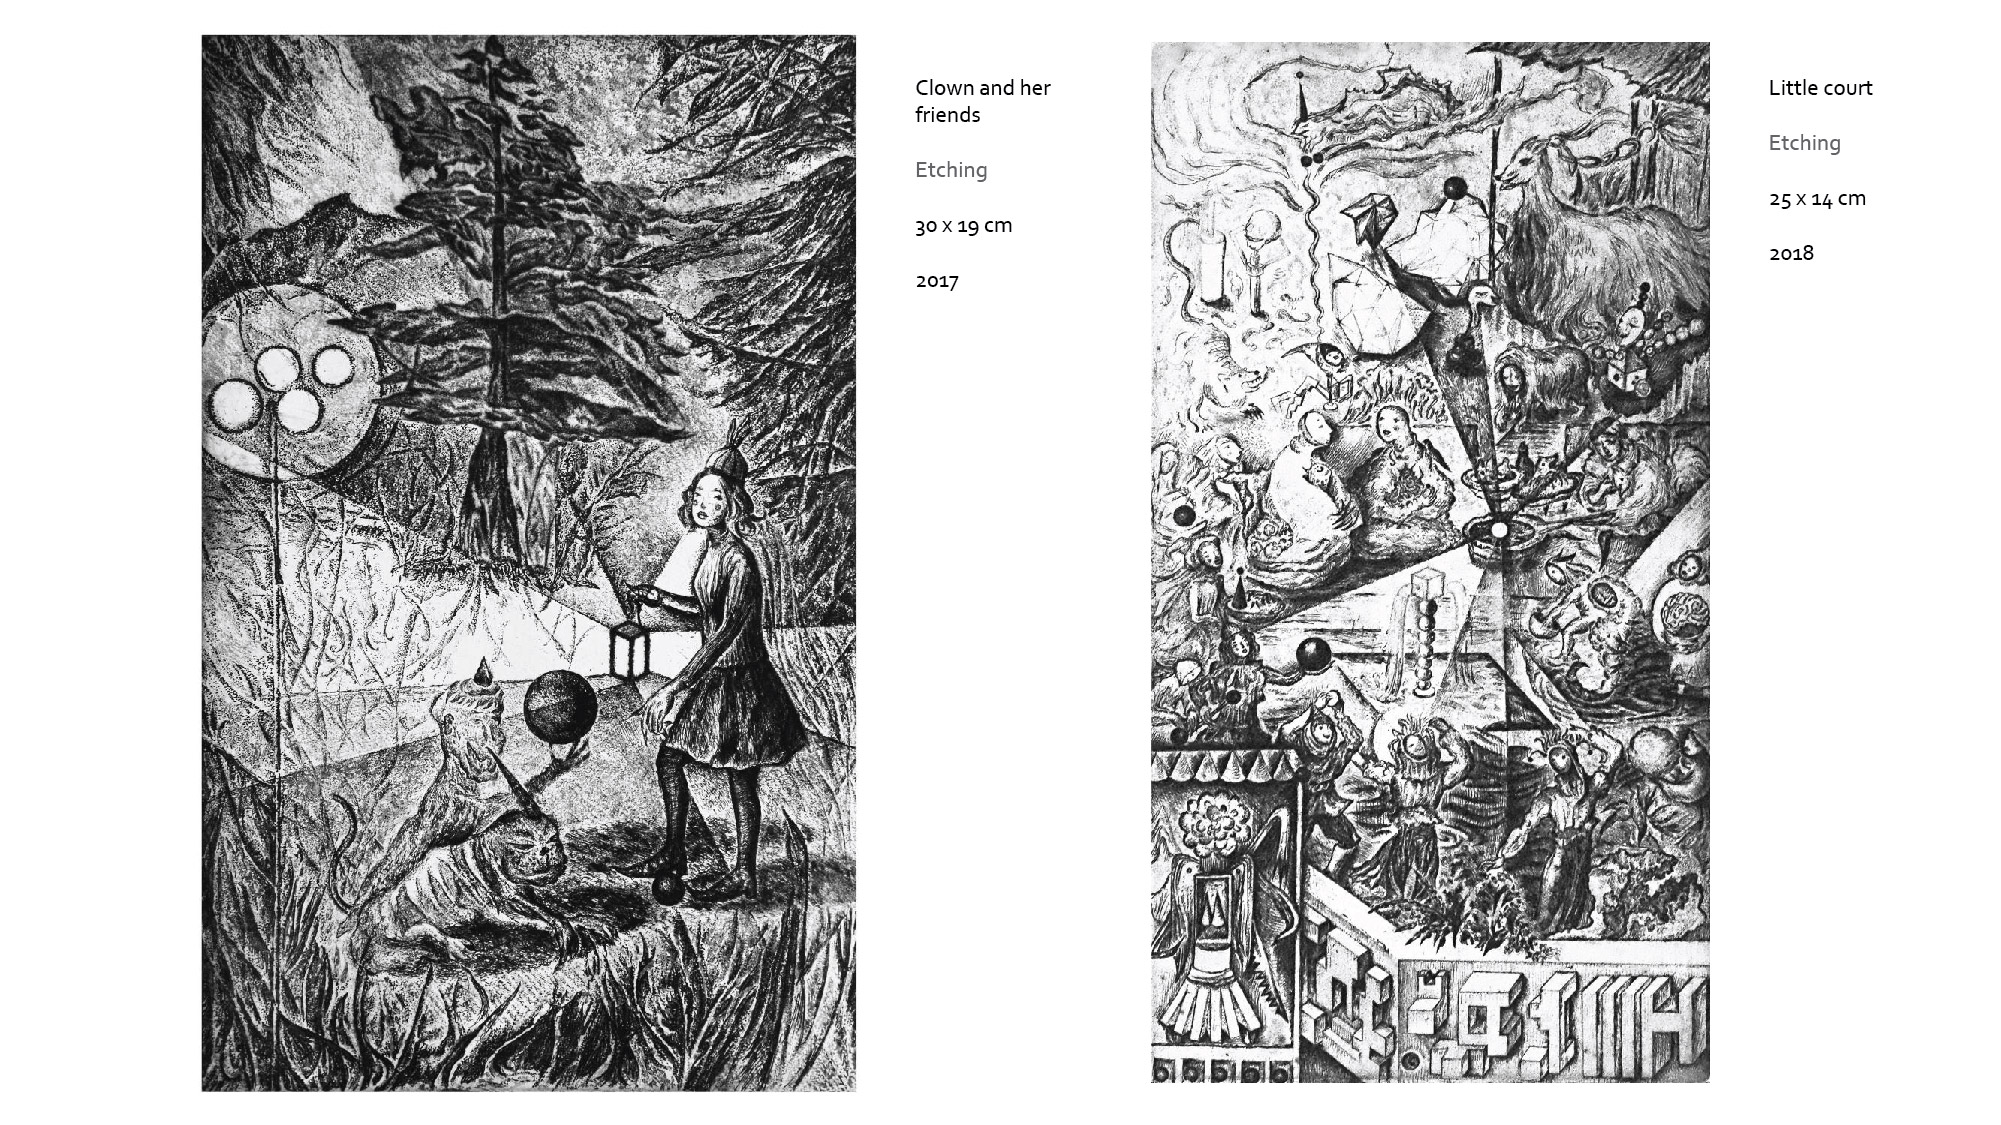 Clown and her
friends
Etching
30 x 19 cm
2017
Little court
Etching
25 x 14 cm
2018